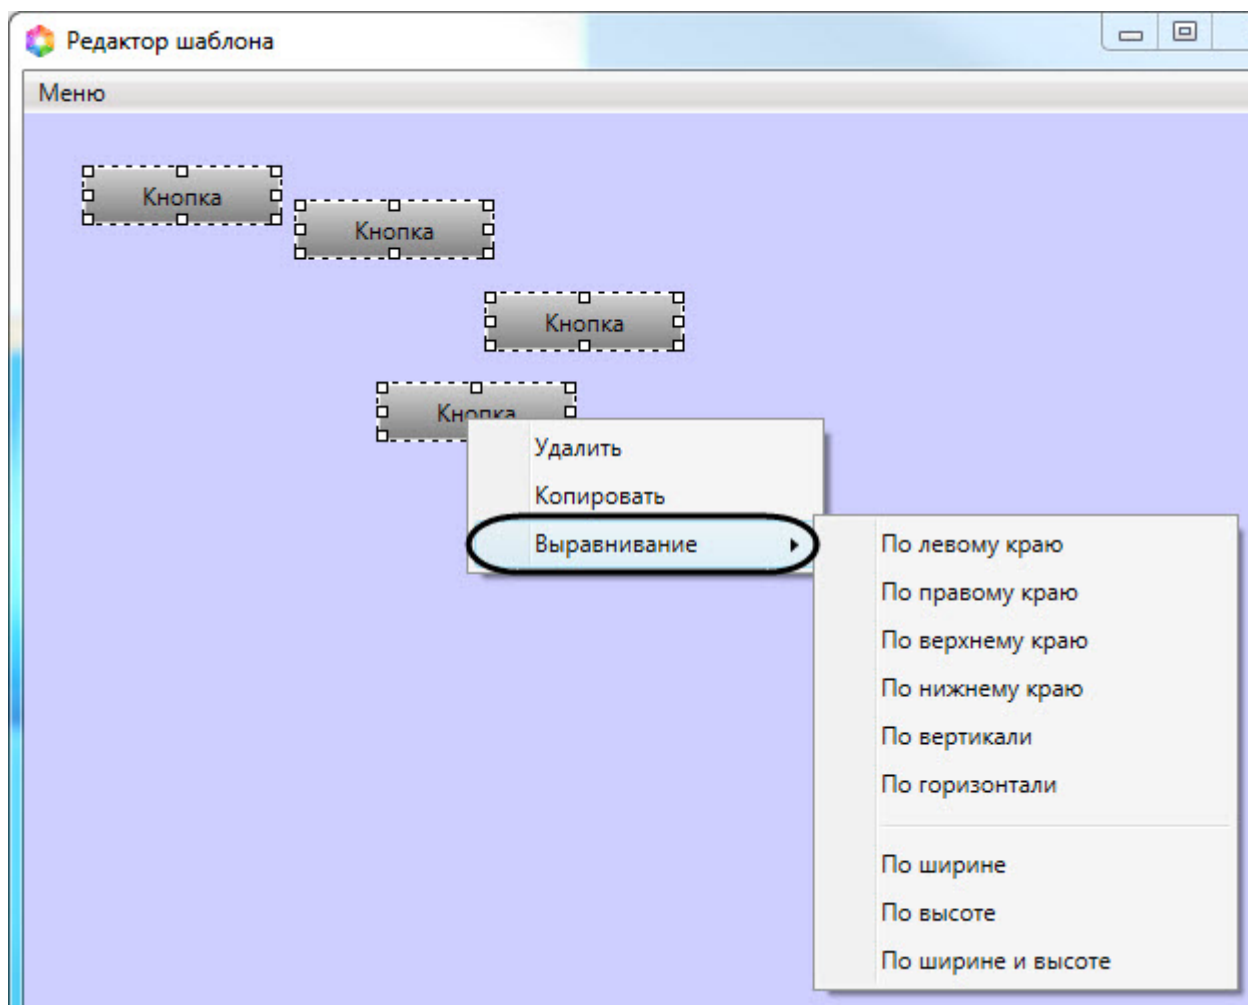 Редактор шаблона
Меню
Кнопка
Кнопка
Кнопка
Кнопка
Удалить
Копировать
Выравнивание
По левому краю
По правому краю
По верхнему краю
По нижнему краю
По вертикали
По горизонтали
По ширине
По высоте
По ширине и высоте